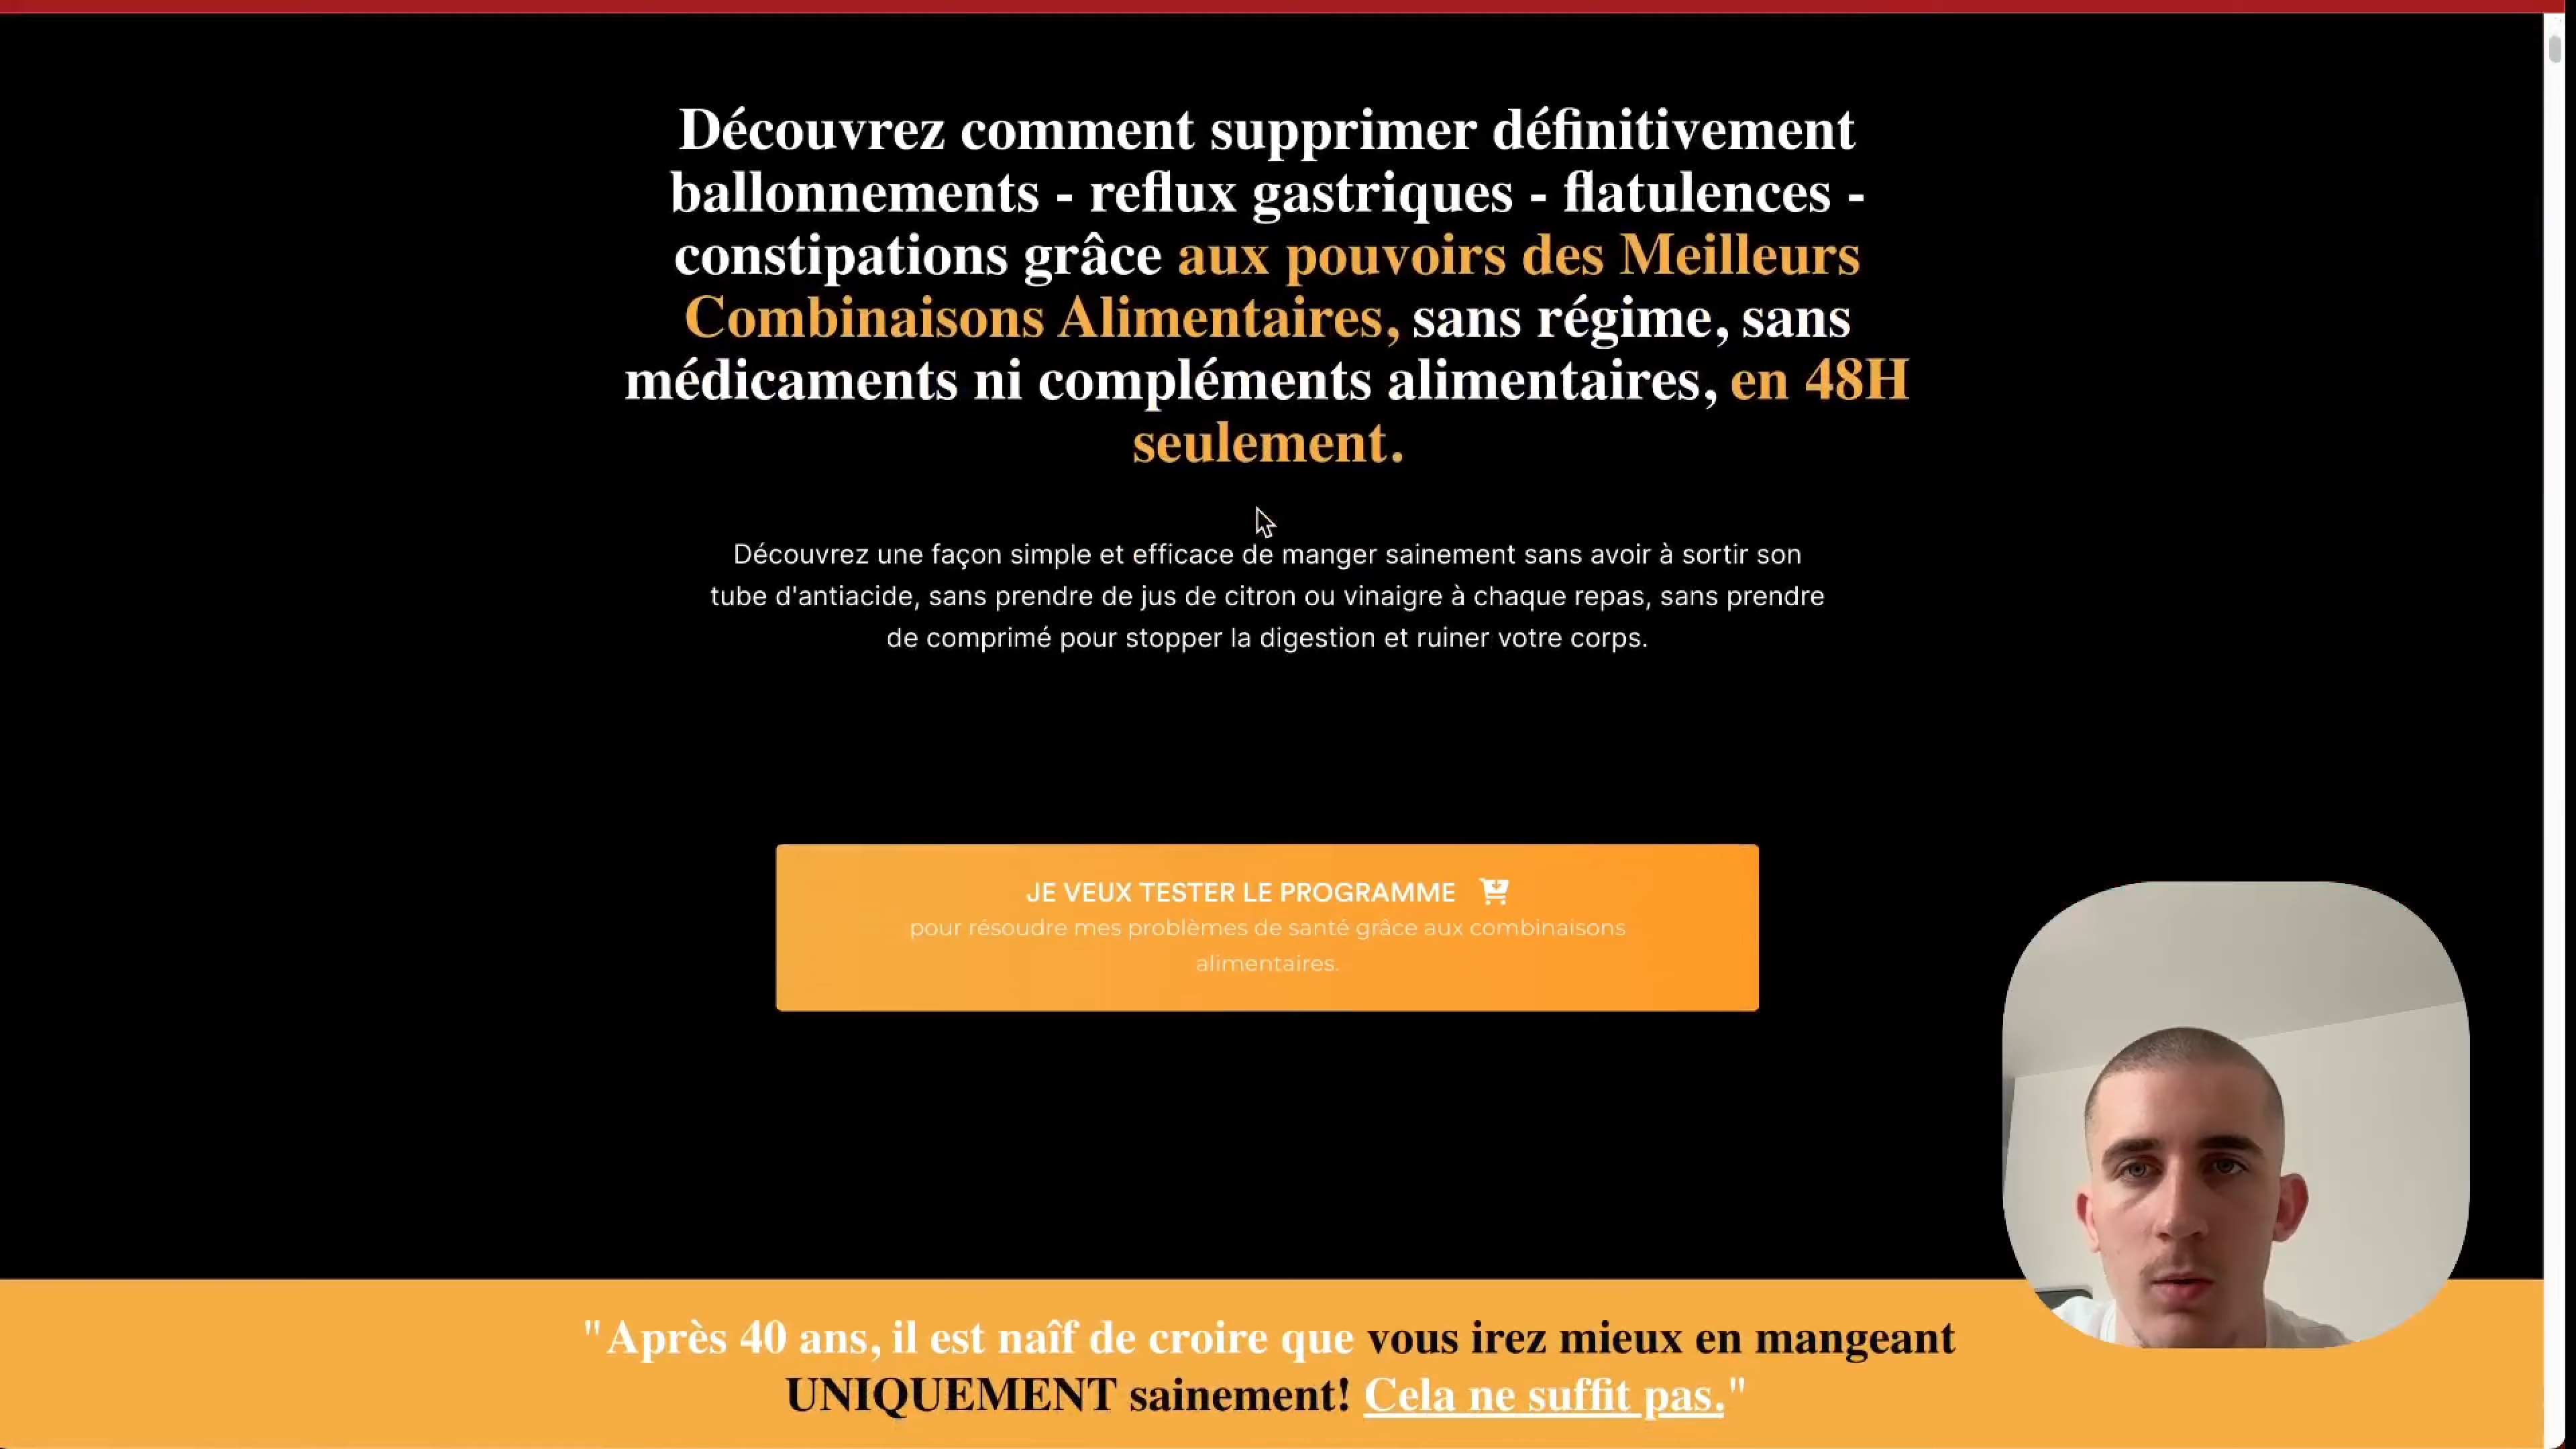 Découvrez comment supprimer définitivement
ballonnements - reflux gastriques - flatulences -
constipations grâce aux pouvoirs des Meilleurs
Combinaisons Alimentaires, sans régime, sans
médicaments ni compléments alimentaires, en 48H
seulement.
Découvrez une façon simple et efficace de manger sainement sans avoir à sortir son
tube d'antiacide, sans prendre de jus de citron ou vinaigre à chaque repas, sans prendre
de comprimé pour stopper la digestion et ruiner votre corps.
JE VEUX TESTER LE PROGRAMME
pour résoudre mes problèmes de santé grâce aux combinaisons
alimentaires.
"Après 40 ans, il est naïf de croire que vous irez mieux en mangeant
UNIQUEMENT sainement! Cela ne suffit pas."